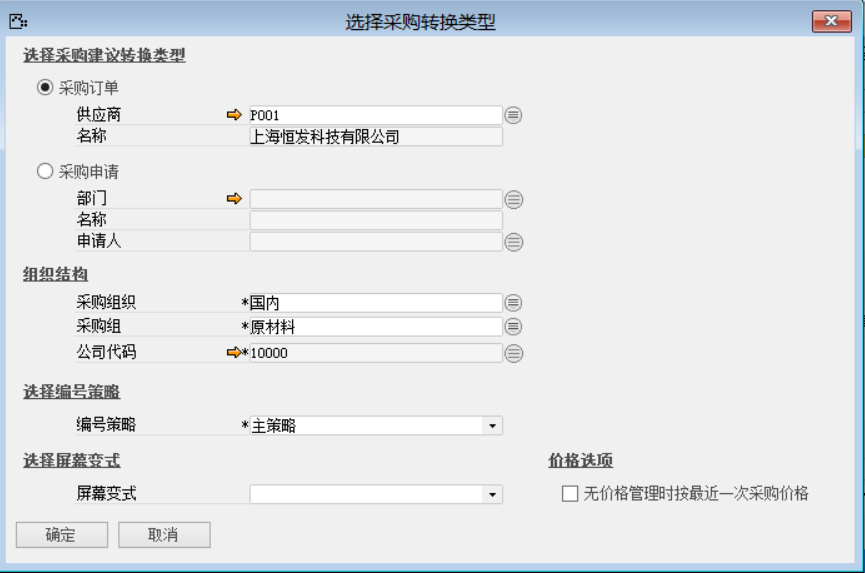 选择采购转换类型
选择采购建议转换类型
采购订单
供应商 P001
名称 上海恒发科技有限公司
采购申请
部门
名称
申请人
组织结构
采购组织 *国内
采购组 *原材料
公司代码 *10000
选择编号策略
编号策略 *主策略
选择屏幕变式 价格选项
屏幕变式 无价格管理时按最近一次采购价格
确定 取消